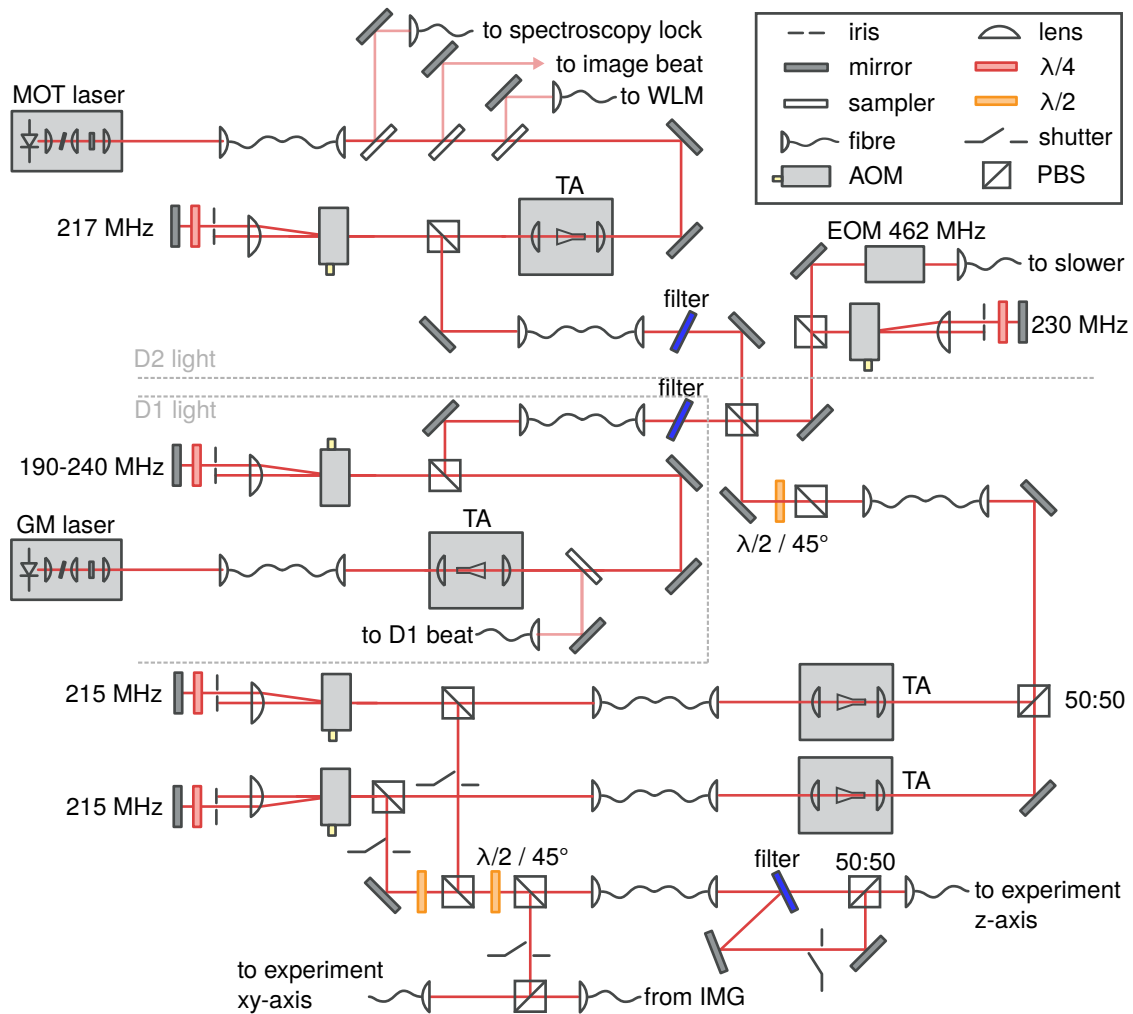 to spectroscopy lock
to image beat
to WLM
MOT laser
iris
lens
mirror
λ/4
sampler
λ/2
fibre
shutter
AOM
PBS
217 MHz
TA
EOM 462 MHz
to slower
filter
230 MHz
D2 light
D1 light
filter
190-240 MHz
GM laser
TA
λ/2 / 45°
to D1 beat
215 MHz
TA
50:50
215 MHz
TA
λ/2 / 45°
filter
50:50
to experiment
z-axis
to experiment
xy-axis
from IMG